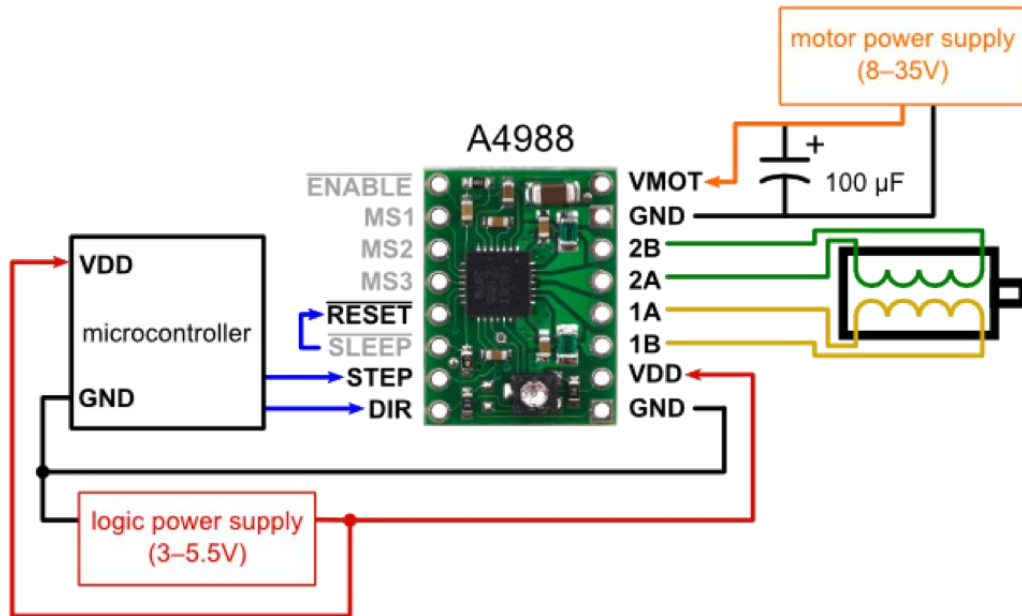 motor power supply
(8–35V)
A4988
ENABLE
MS1
MS2
MS3
RESET
SLEEP
STEP
DIR
VMOT
GND
2B
2A
1A
1B
VDD
GND
+
100 µF
VDD
microcontroller
GND
logic power supply
(3–5.5V)